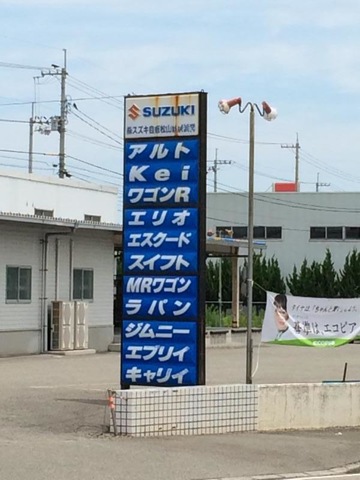 SUZUKI
アルト
Kei
ワゴンR
エリオ
エスクード
スイフト
MRワゴン
ラパン
ジムニー
エブリイ
キャリイ
エコピア